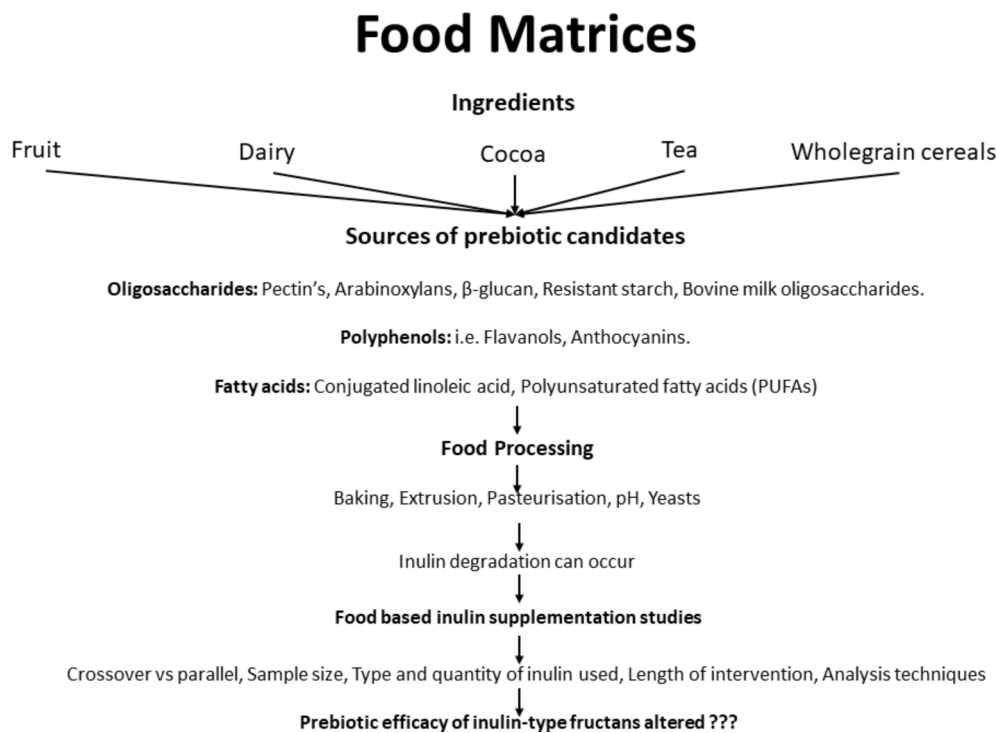 Food Matrices
Ingredients
Fruit
Dairy
Cocoa
Tea
Wholegrain cereals
Sources of prebiotic candidates
Oligosaccharides: Pectin's, Arabinoxylans, β-glucan, Resistant starch, Bovine milk oligosaccharides.
Polyphenols: i.e. Flavanols, Anthocyanins.
Fatty acids: Conjugated linoleic acid, Polyunsaturated fatty acids (PUFAs)
Food Processing
Baking, Extrusion, Pasteurisation, pH, Yeasts
Inulin degradation can occur
Food based inulin supplementation studies
Crossover vs parallel, Sample size, Type and quantity of inulin used, Length of intervention, Analysis techniques
Prebiotic efficacy of inulin-type fructans altered ???